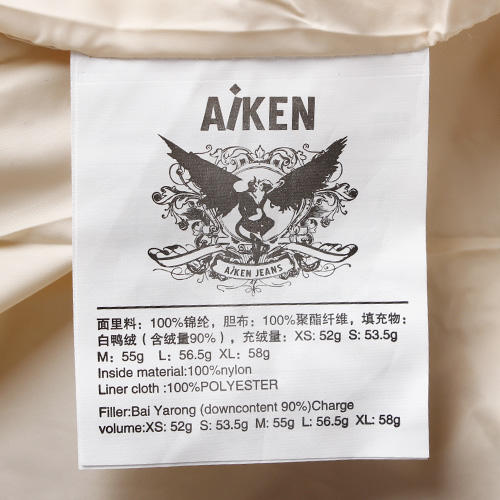 AiKEN
AiKEN JEANS
面里料：100%锦纶，胆布：100%聚酯纤维，填充物：
白鸭绒（含绒量90%），充绒量：XS: 52g S: 53.5g
M：55g L：56.5g XL：58g
Inside material:100%nylon
Liner cloth :100%POLYESTER
Filler:Bai Yarong (downcontent 90%)Charge
volume:XS: 52g S: 53.5g M: 55g L: 56.5g XL: 58g